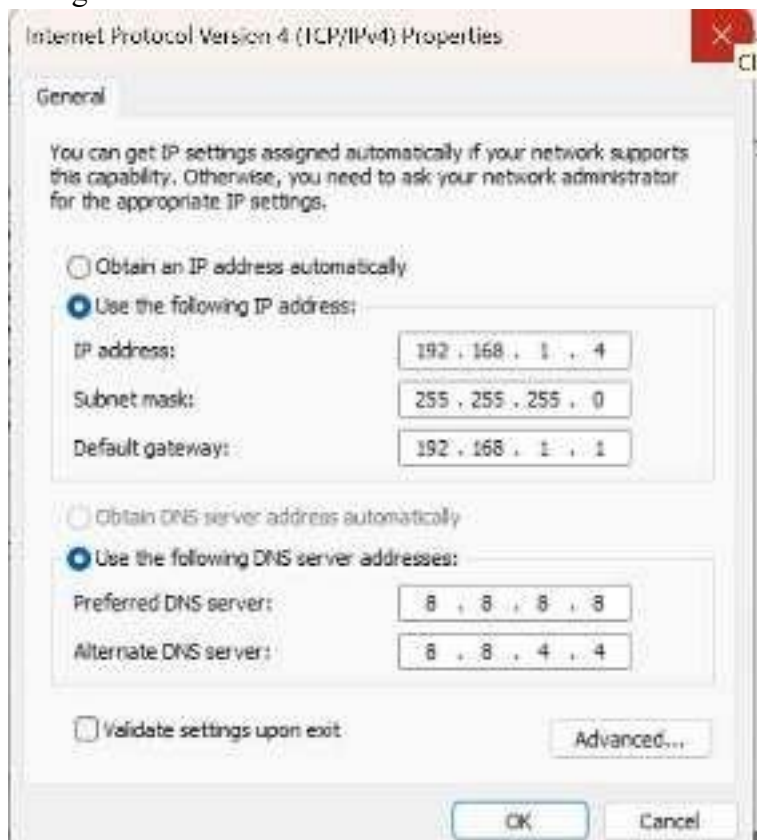 Internet Protocol Version 4 (TCP/IPv4) Properties
Cl
General
You can get IP settings assigned automatically if your network supports
this capability. Otherwise, you need to ask your network administrator
for the appropriate IP settings.
Obtain an IP address automatically
Use the following IP address:
IP address: 192 . 168 . 1 . 4
Subnet mask: 255 . 255 . 255 . 0
Default gateway: 192 . 168 . 1 . 1
Obtain DNS server address automatically
Use the following DNS server addresses:
Preferred DNS server: 8 . 8 . 8 . 8
Alternate DNS server: 8 . 8 . 4 . 4
Validate settings upon exit
Advanced...
OK Cancel